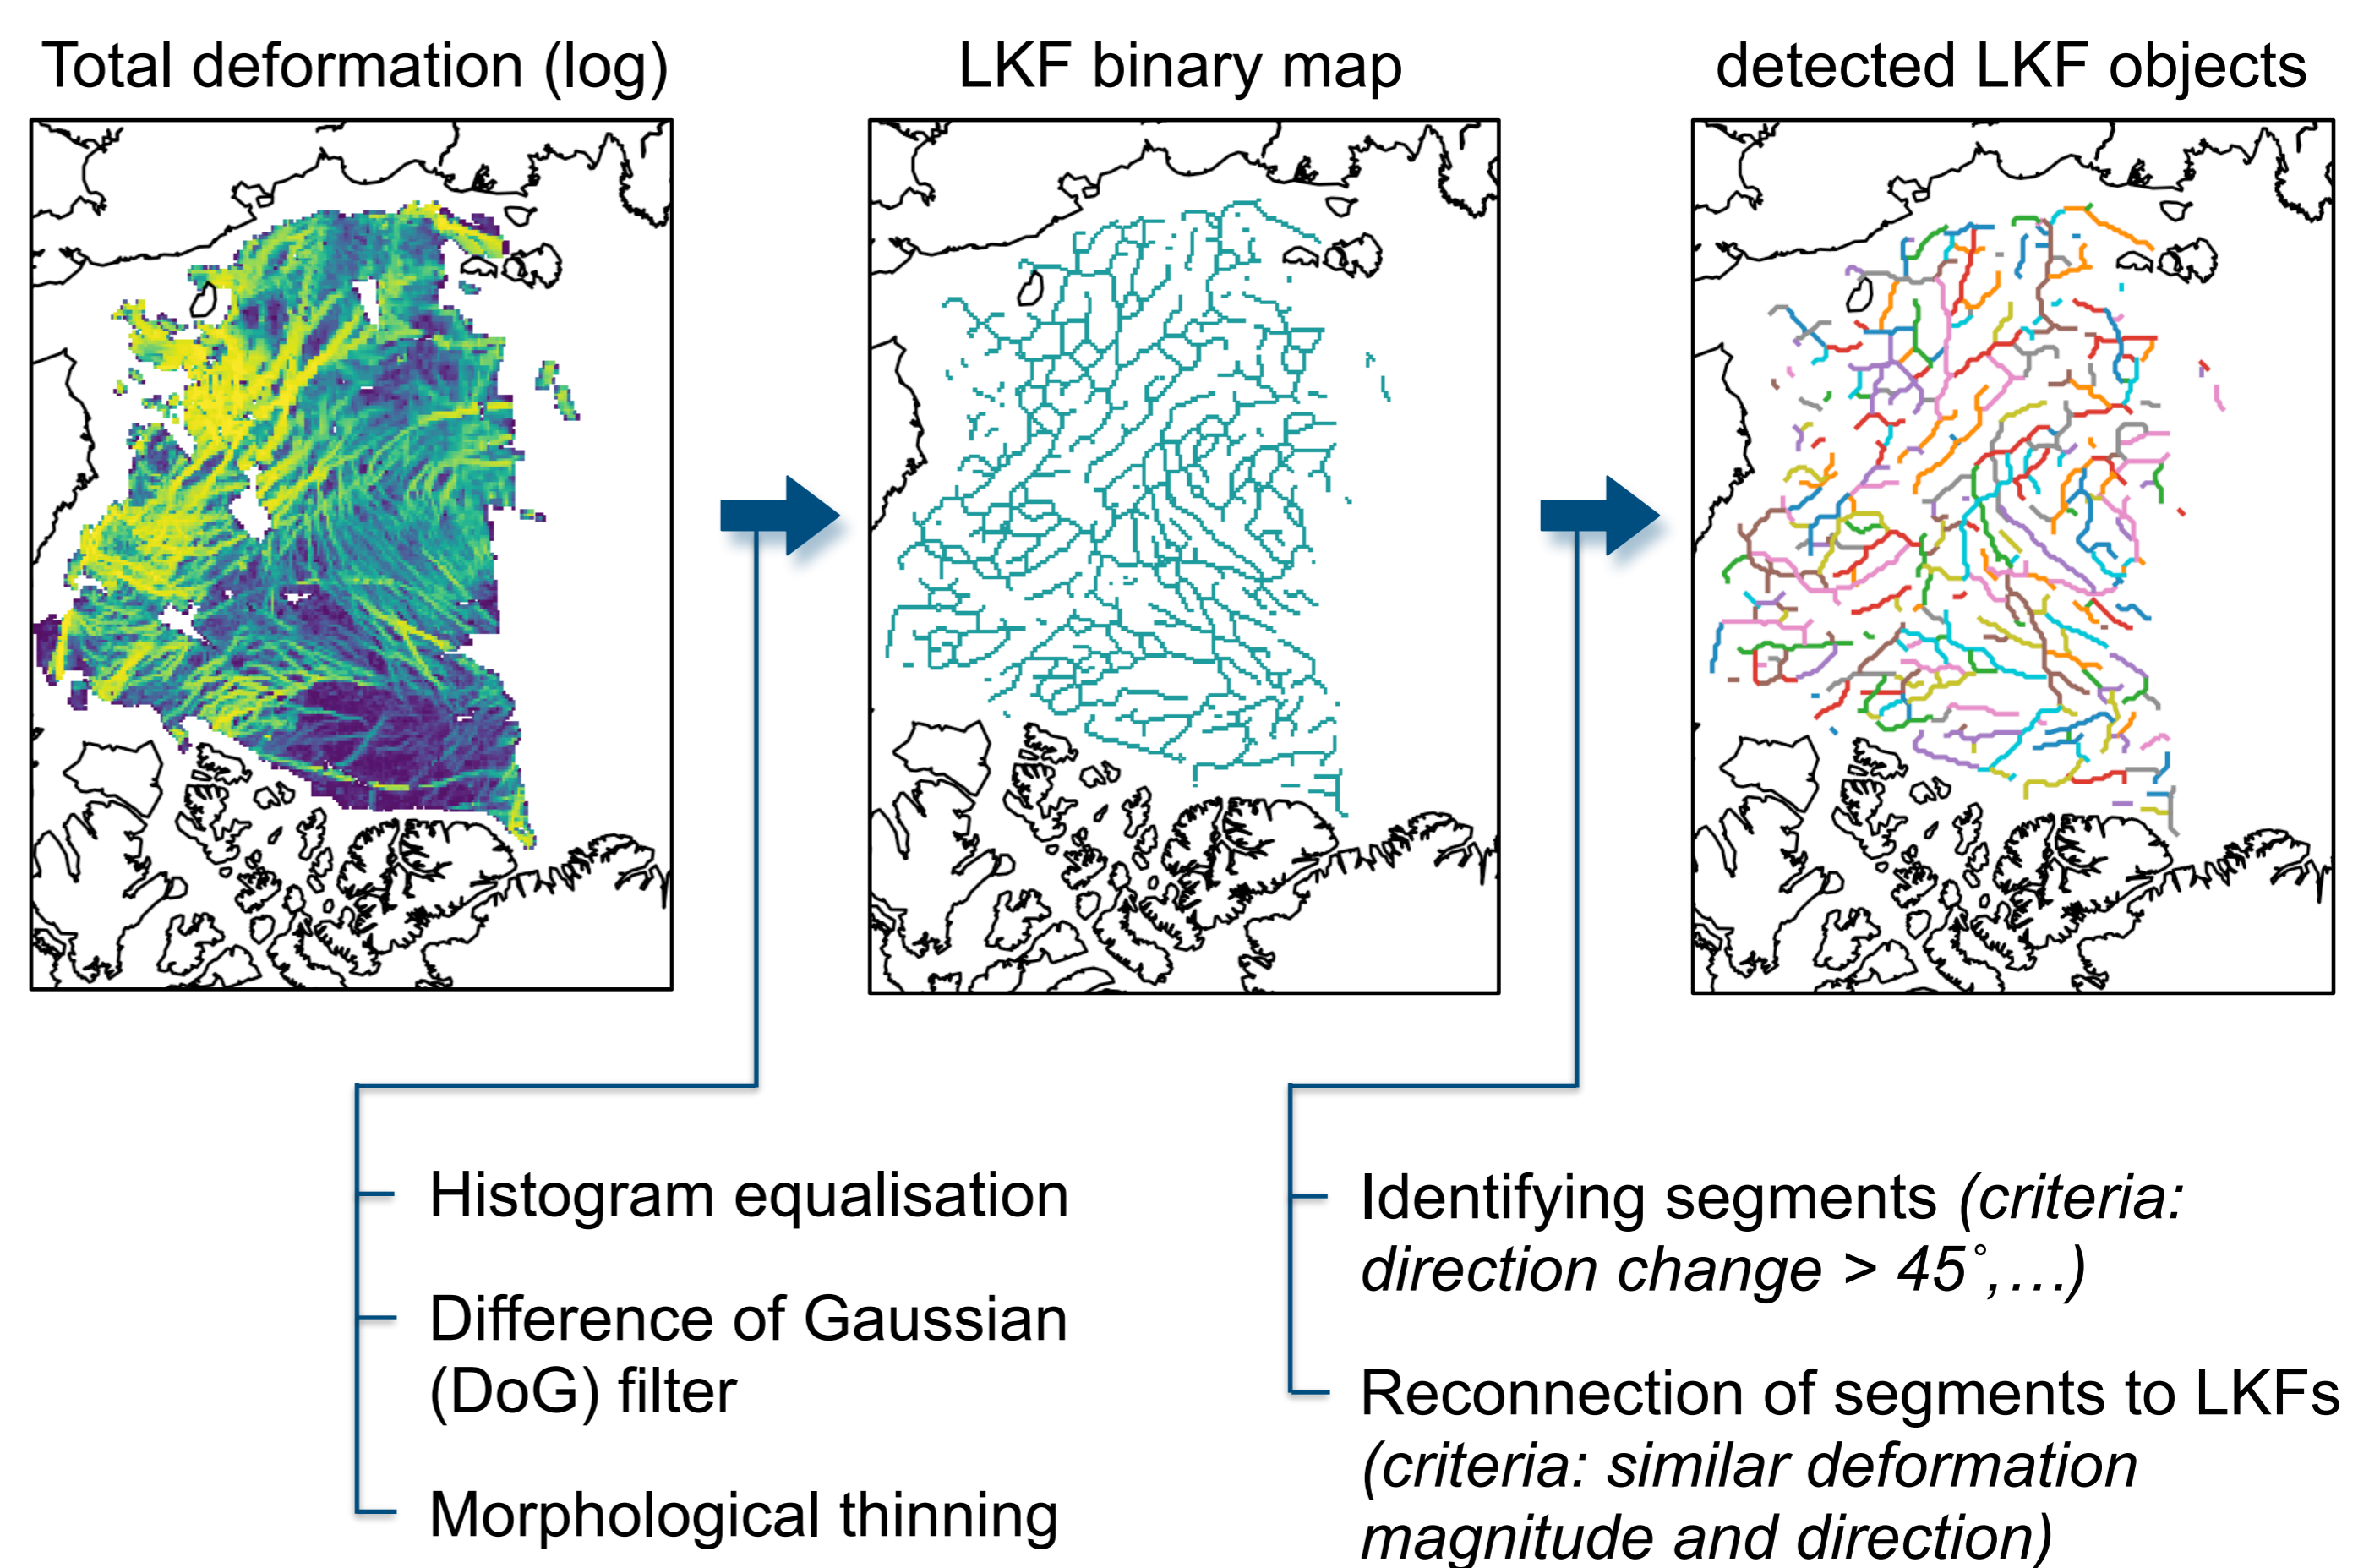 Total deformation (log)
LKF binary map
detected LKF objects
Histogram equalisation
Difference of Gaussian
(DoG) filter
Morphological thinning
Identifying segments (criteria:
direction change > 45°,…)
Reconnection of segments to LKFs
(criteria: similar deformation
magnitude and direction)